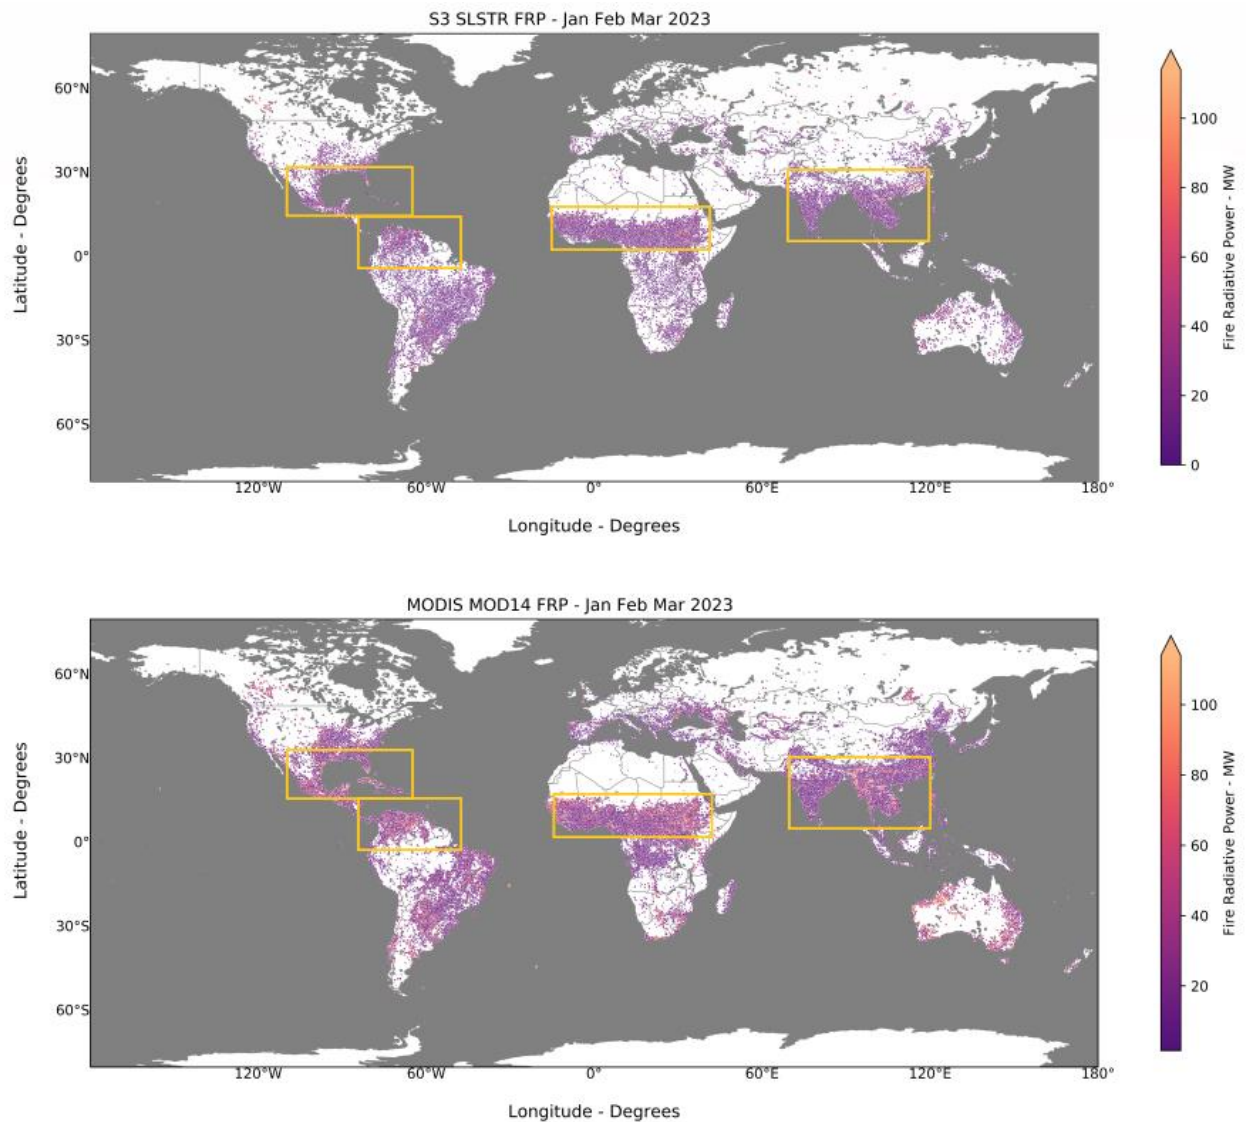 S3 SLSTR FRP - Jan Feb Mar 2023
60°N
30°N
0°
30°S
60°S
120°W 60°W 0° 60°E 120°E 180°
Latitude - Degrees
Longitude - Degrees
100
80
60
40
20
0
Fire Radiative Power - MW
MODIS MOD14 FRP - Jan Feb Mar 2023
60°N
30°N
0°
30°S
60°S
120°W 60°W 0° 60°E 120°E 180°
Latitude - Degrees
Longitude - Degrees
100
80
60
40
20
Fire Radiative Power - MW